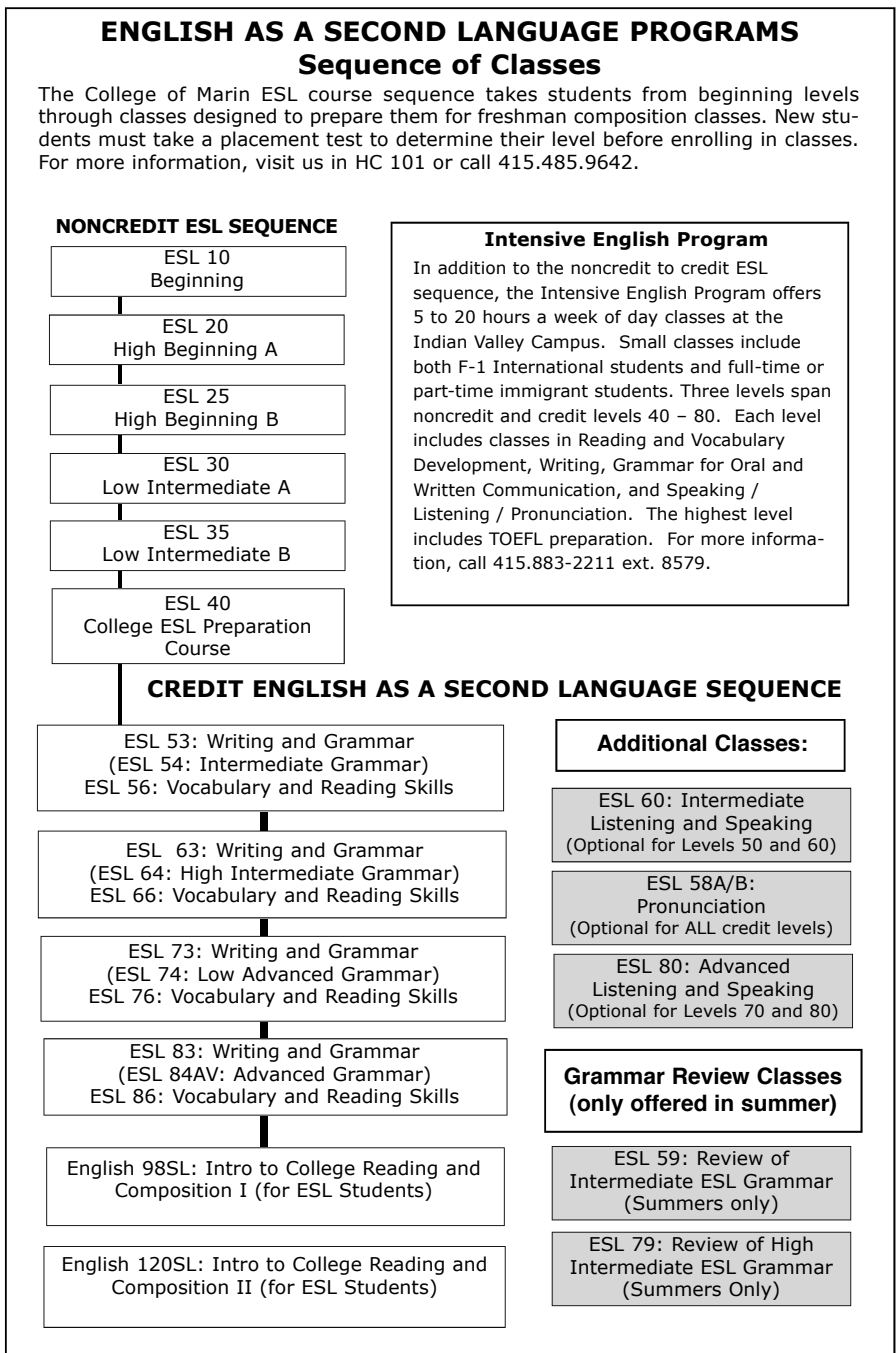 ENGLISH AS A SECOND LANGUAGE PROGRAMS
Sequence of Classes
The College of Marin ESL course sequence takes students from beginning levels
through classes designed to prepare them for freshman composition classes. New stu-
dents must take a placement test to determine their level before enrolling in classes.
For more information, visit us in HC 101 or call 415.485.9642.
NONCREDIT ESL SEQUENCE
ESL 10
Beginning
ESL 20
High Beginning A
ESL 25
High Beginning B
ESL 30
Low Intermediate A
ESL 35
Low Intermediate B
ESL 40
College ESL Preparation
Course
Intensive English Program
In addition to the noncredit to credit ESL
sequence, the Intensive English Program offers
5 to 20 hours a week of day classes at the
Indian Valley Campus.  Small classes include
both F-1 International students and full-time or
part-time immigrant students. Three levels span
noncredit and credit levels 40 – 80.  Each level
includes classes in Reading and Vocabulary
Development, Writing, Grammar for Oral and
Written Communication, and Speaking /
Listening / Pronunciation.  The highest level
includes TOEFL preparation.  For more informa-
tion, call 415.883-2211 ext. 8579.
CREDIT ENGLISH AS A SECOND LANGUAGE SEQUENCE
ESL 53: Writing and Grammar
(ESL 54: Intermediate Grammar)
ESL 56: Vocabulary and Reading Skills
ESL  63: Writing and Grammar
(ESL 64: High Intermediate Grammar)
ESL 66: Vocabulary and Reading Skills
ESL 73: Writing and Grammar
(ESL 74: Low Advanced Grammar)
ESL 76: Vocabulary and Reading Skills
ESL 83: Writing and Grammar
(ESL 84AV: Advanced Grammar)
ESL 86: Vocabulary and Reading Skills
English 98SL: Intro to College Reading and
Composition I (for ESL Students)
English 120SL: Intro to College Reading and
Composition II (for ESL Students)
Additional Classes:
ESL 60: Intermediate
Listening and Speaking
(Optional for Levels 50 and 60)
ESL 58A/B:
Pronunciation
(Optional for ALL credit levels)
ESL 80: Advanced
Listening and Speaking
(Optional for Levels 70 and 80)
Grammar Review Classes
(only offered in summer)
ESL 59: Review of
Intermediate ESL Grammar
(Summers only)
ESL 79: Review of High
Intermediate ESL Grammar
(Summers Only)